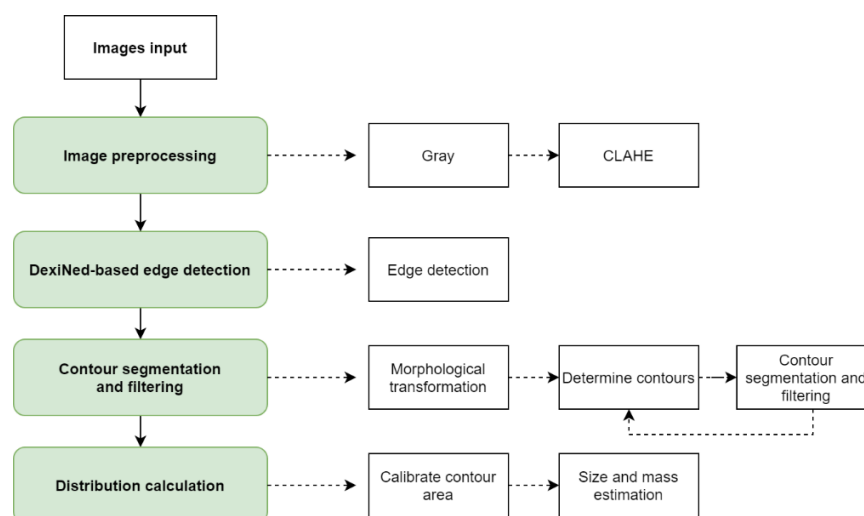 Images input
Image preprocessing
Gray
CLAHE
DexiNed-based edge detection
Edge detection
Contour segmentation
and filtering
Morphological
transformation
Determine contours
Contour
segmentation and
filtering
Distribution calculation
Calibrate contour
area
Size and mass
estimation